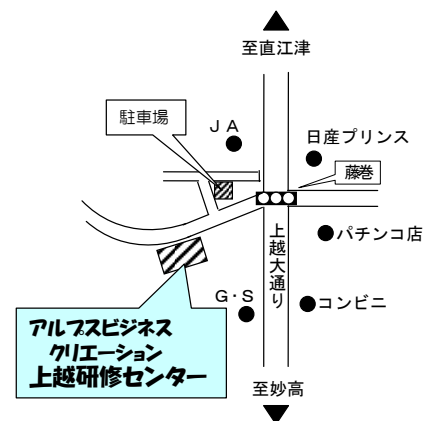 至直江津
駐車場
ＪＡ
日産プリンス
藤巻
パチンコ店
上越大通り
Ｇ・Ｓ
コンビニ
アルプスビジネス
クリエーション
上越研修センター
至妙高